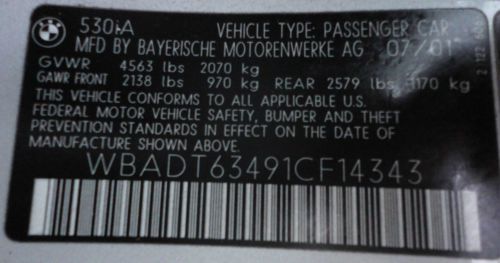 BMW
530iA VEHICLE TYPE: PASSENGER CAR
MFD BY BAYERISCHE MOTORENWERKE AG 07/01
GVWR 4563 lbs 2070 kg
GAWR FRONT 2138 lbs 970 kg REAR 2579 lbs 1170 kg
THIS VEHICLE CONFORMS TO ALL APPLICABLE
FEDERAL MOTOR VEHICLE SAFETY, BUMPER AND THEFT
PREVENTION STANDARDS IN EFFECT ON THE DATE OF
MANUFACTURE SHOWN ABOVE.
WBADT63491CF14343